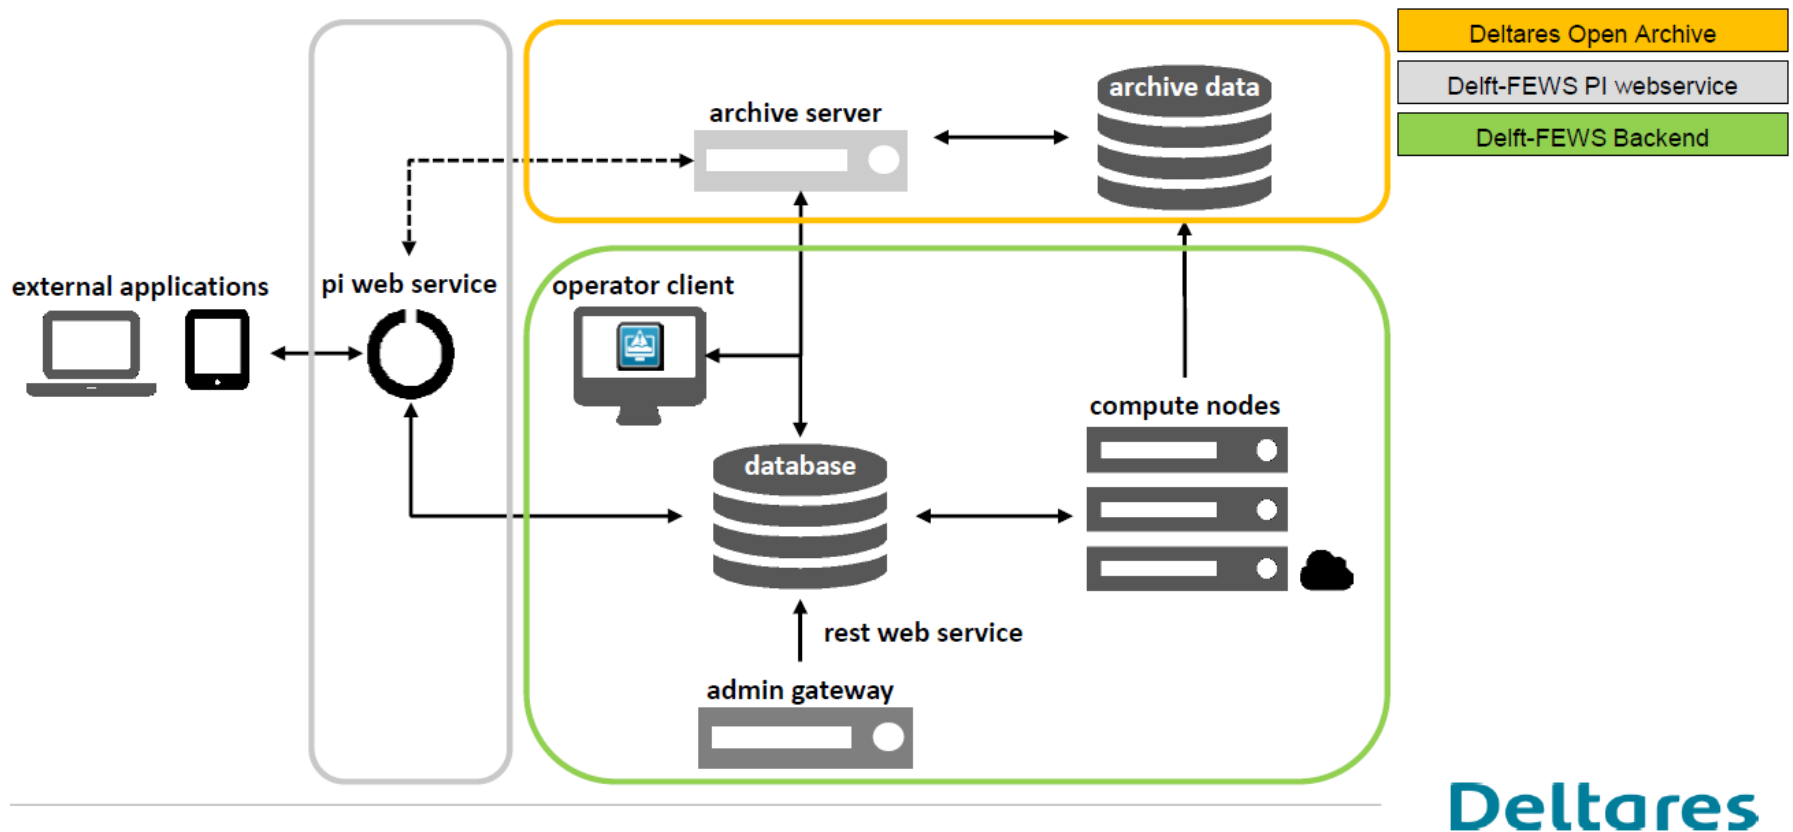 Deltares Open Archive
Delft-FEWS PI webservice
Delft-FEWS Backend
archive data
archive server
external applications
pi web service
operator client
compute nodes
database
rest web service
admin gateway
Deltares